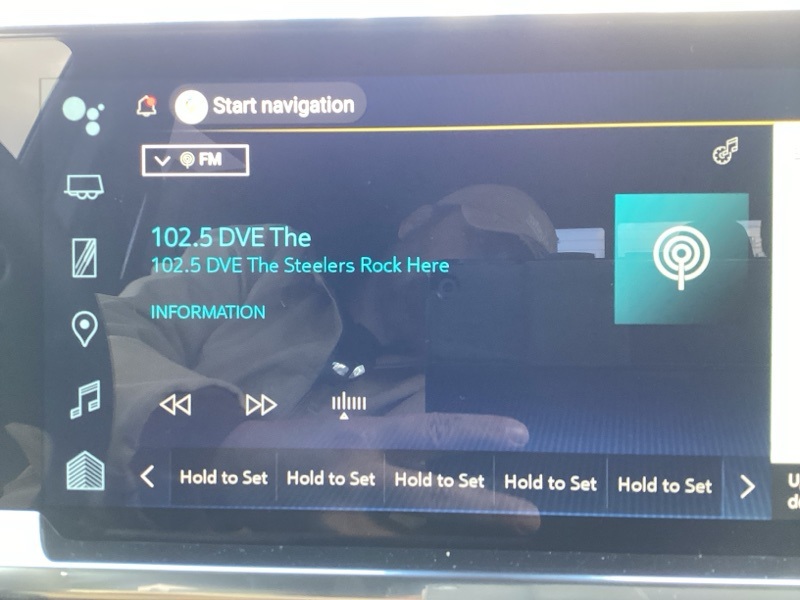 Start navigation
FM
102.5 DVE The
102.5 DVE The Steelers Rock Here
INFORMATION
Hold to Set Hold to Set Hold to Set Hold to Set Hold to Set